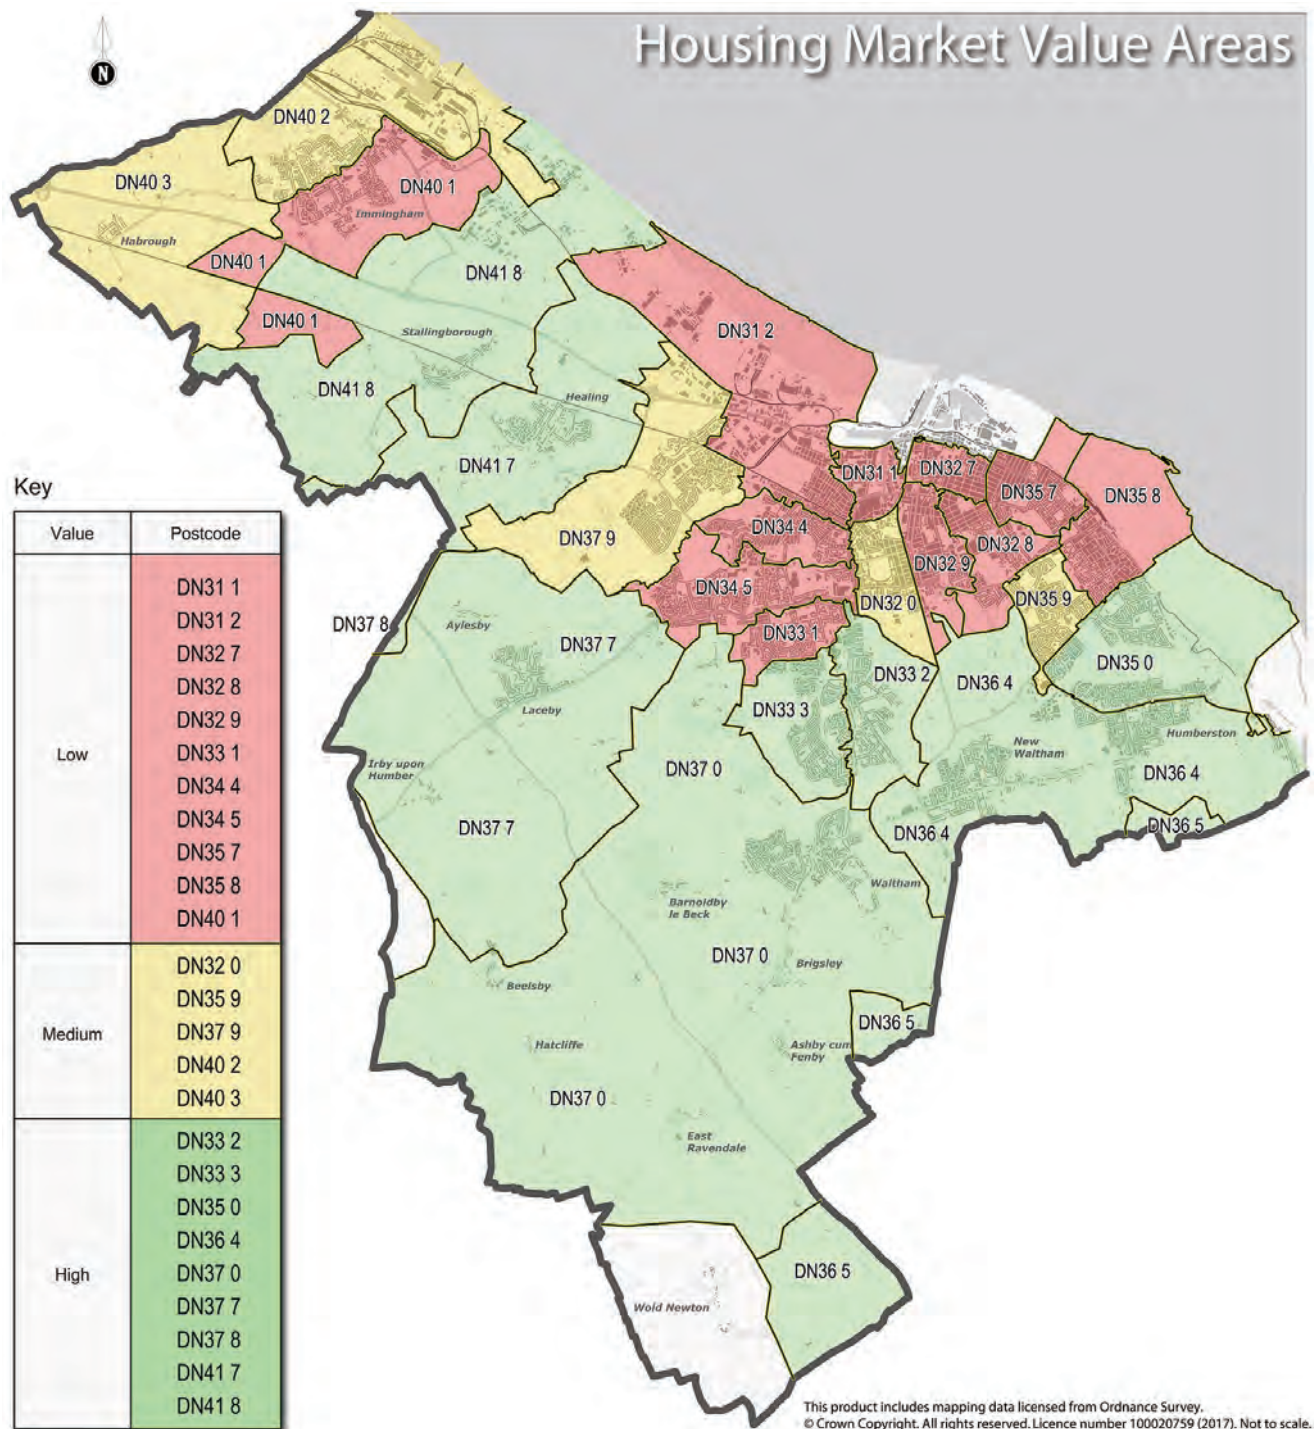 Housing Market Value Areas
N
DN40 2
DN40 3
DN40 1
Immingham
Habrough
DN40 1
DN41 8
DN40 1
Stallingborough
DN31 2
DN41 8
Healing
DN41 7
DN31 1
DN32 7
DN35 7
DN35 8
DN34 4
DN37 9
DN32 8
DN32 9
DN34 5
DN32 0
DN35 9
DN37 8
Aylesby
DN33 1
DN37 7
DN35 0
DN33 2
DN36 4
Laceby
DN33 3
Irby upon
Humber
New
Waltham
Humberston
DN37 0
DN36 4
DN37 7
DN36 4
DN36 5
Waltham
Barnoldby
le Beck
DN37 0
Brigsley
Beelsby
DN36 5
Hatcliffe
Ashby cum
Fenby
DN37 0
East
Ravendale
DN36 5
Wold Newton
Key
Value Postcode
Low
DN31 1
DN31 2
DN32 7
DN32 8
DN32 9
DN33 1
DN34 4
DN34 5
DN35 7
DN35 8
DN40 1
Medium
DN32 0
DN35 9
DN37 9
DN40 2
DN40 3
High
DN33 2
DN33 3
DN35 0
DN36 4
DN37 0
DN37 7
DN37 8
DN41 7
DN41 8
This product includes mapping data licensed from Ordnance Survey.
© Crown Copyright. All rights reserved. Licence number 100020759 (2017). Not to scale.